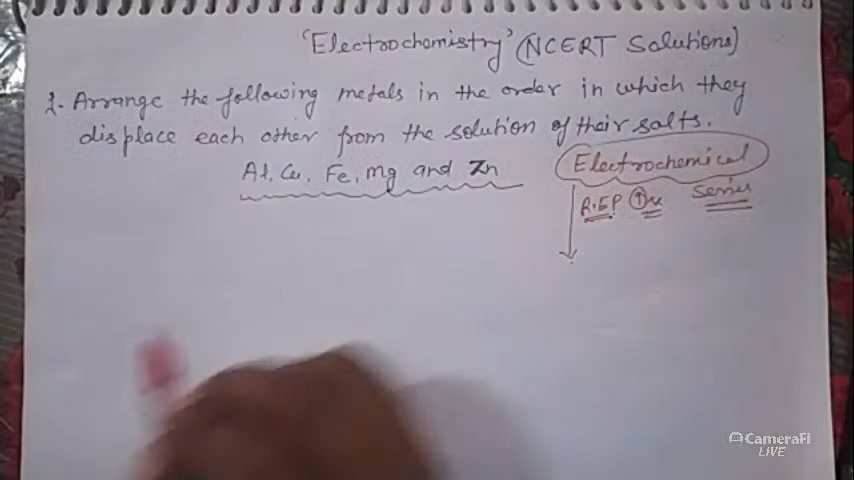 'Electrochemistry' (NCERT Solutions)
1. Arrange the following metals in the order in which they
displace each other from the solution of their salts.
Al, Cu, Fe, Mg and Zn
Electrochemical
Series
R.E.P ↑
CameraFi
LIVE